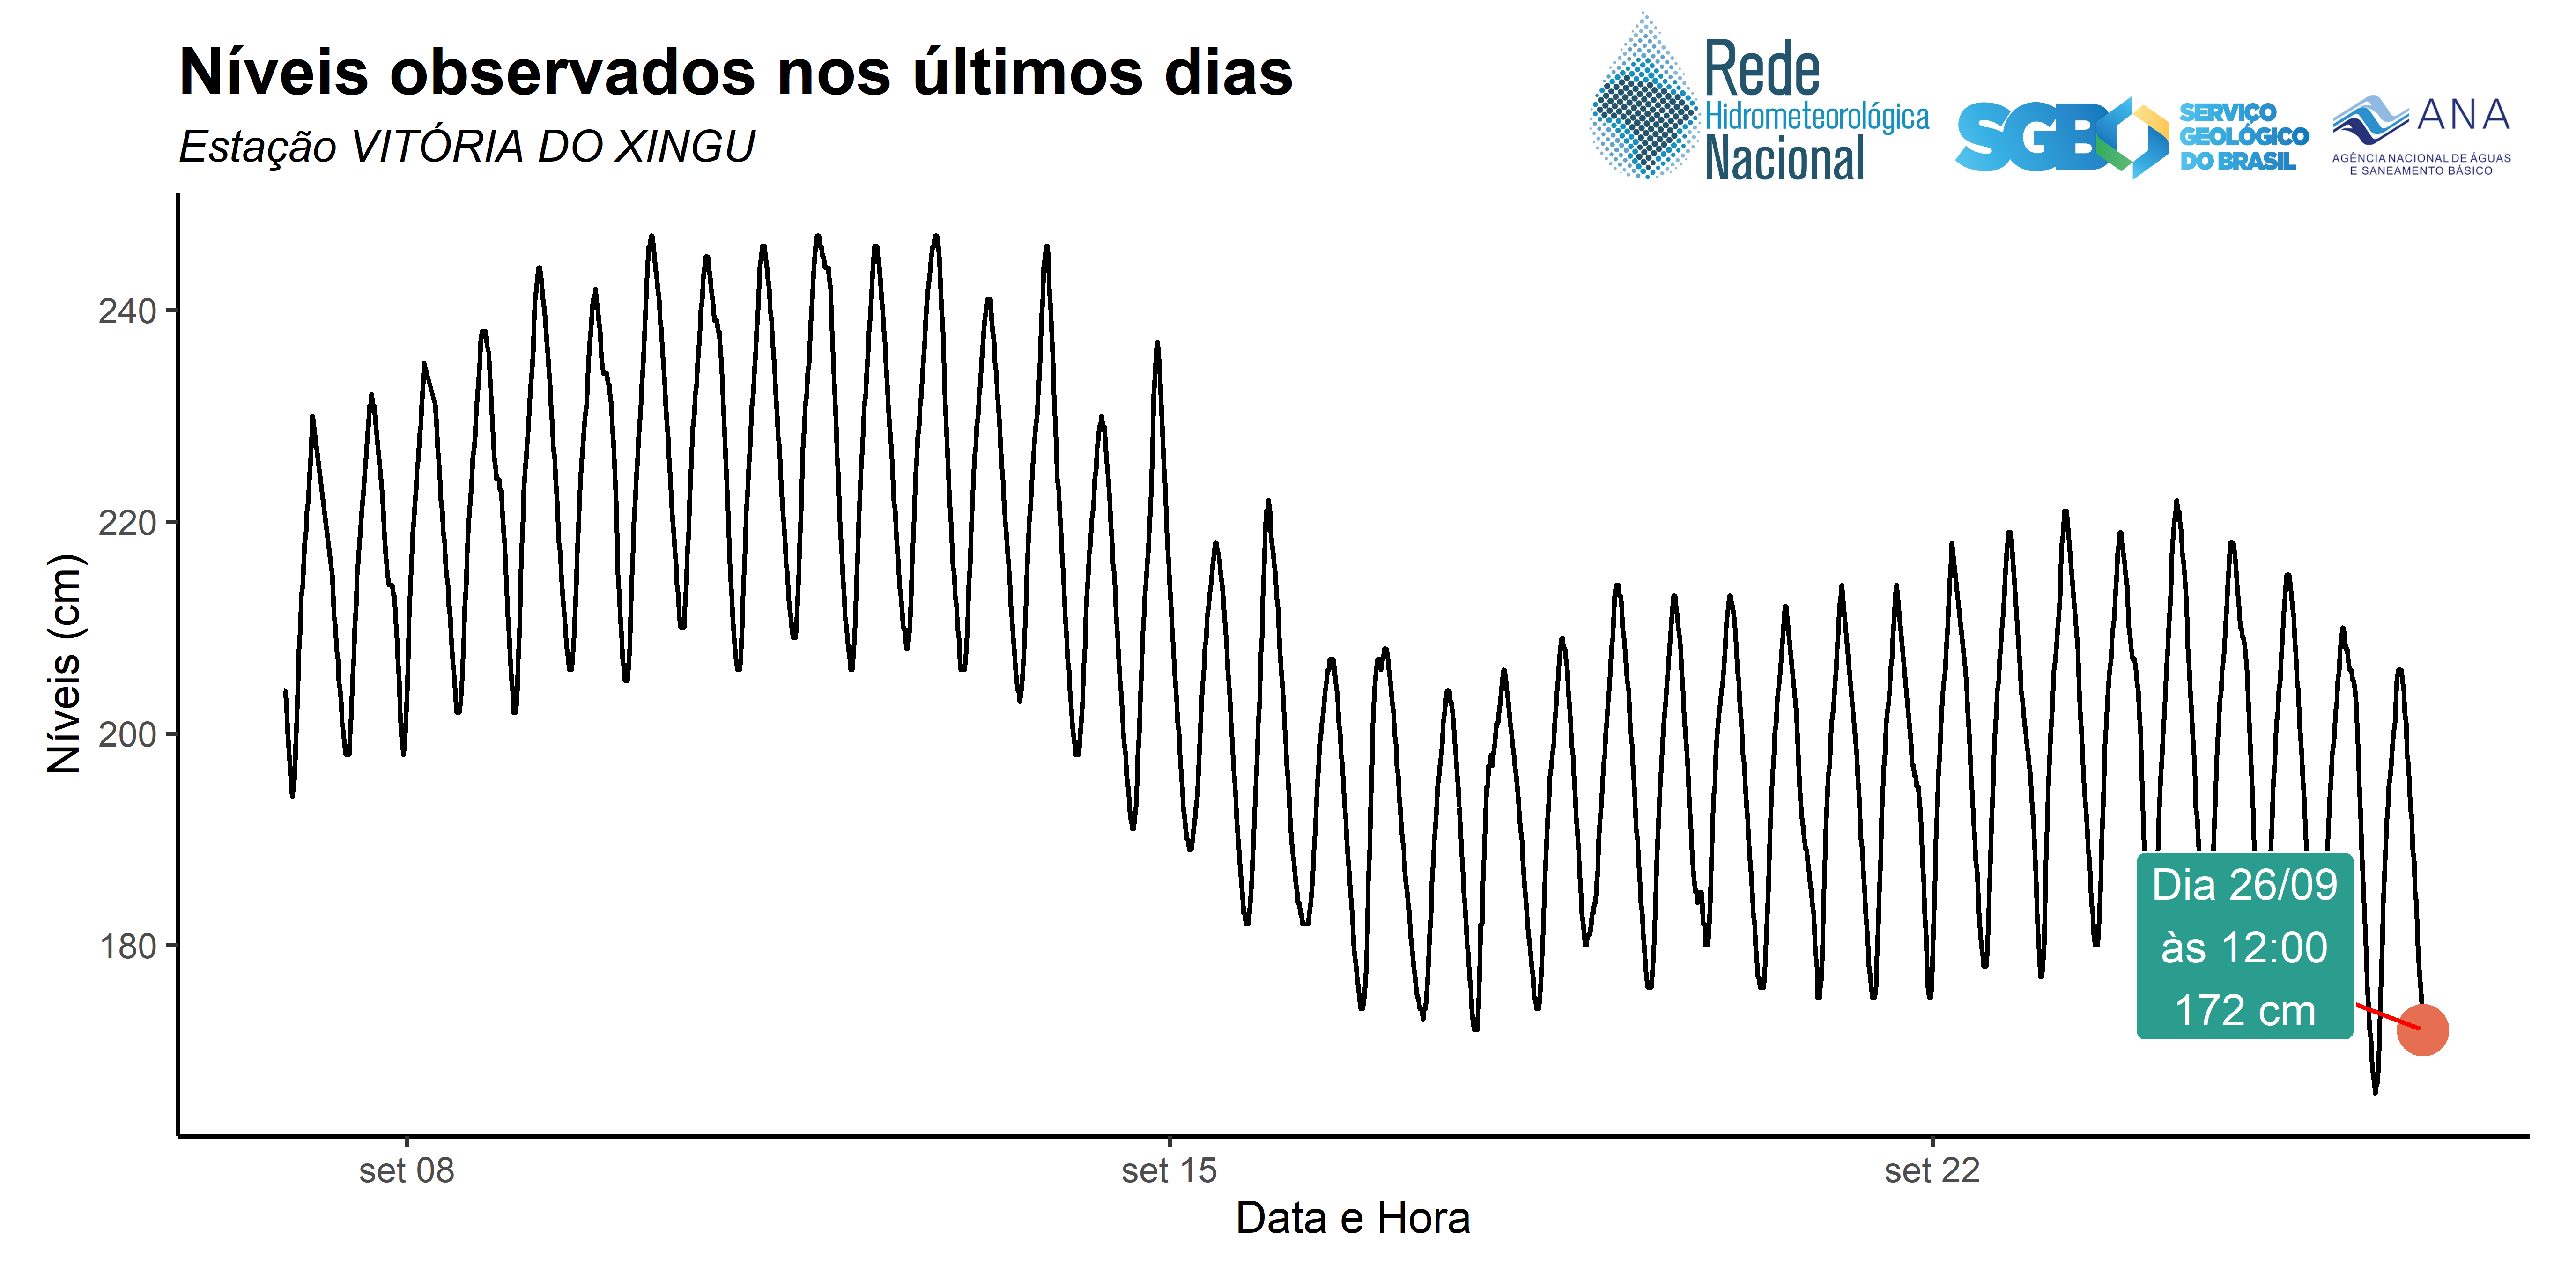 Níveis observados nos últimos dias
Estação VITÓRIA DO XINGU
Rede
Hidrometeorológica
Nacional
SGB
SERVIÇO
GEOLÓGICO
DO BRASIL
ANA
AGÊNCIA NACIONAL DE ÁGUAS
E SANEAMENTO BÁSICO
Níveis (cm)
240
220
200
180
Dia 26/09
às 12:00
172 cm
set 08
set 15
set 22
Data e Hora